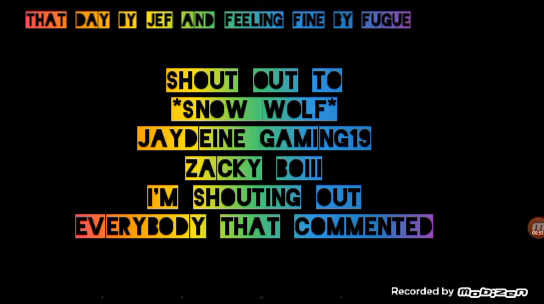 THAT DAY BY JEF AND FEELING FINE BY FUGUE
SHOUT OUT TO
*SNOW WOLF*
JAYDEINE GAMING19
ZACKY BOIII
I'M SHOUTING OUT
EVERYBODY THAT COMMENTED
Recorded by mobizen